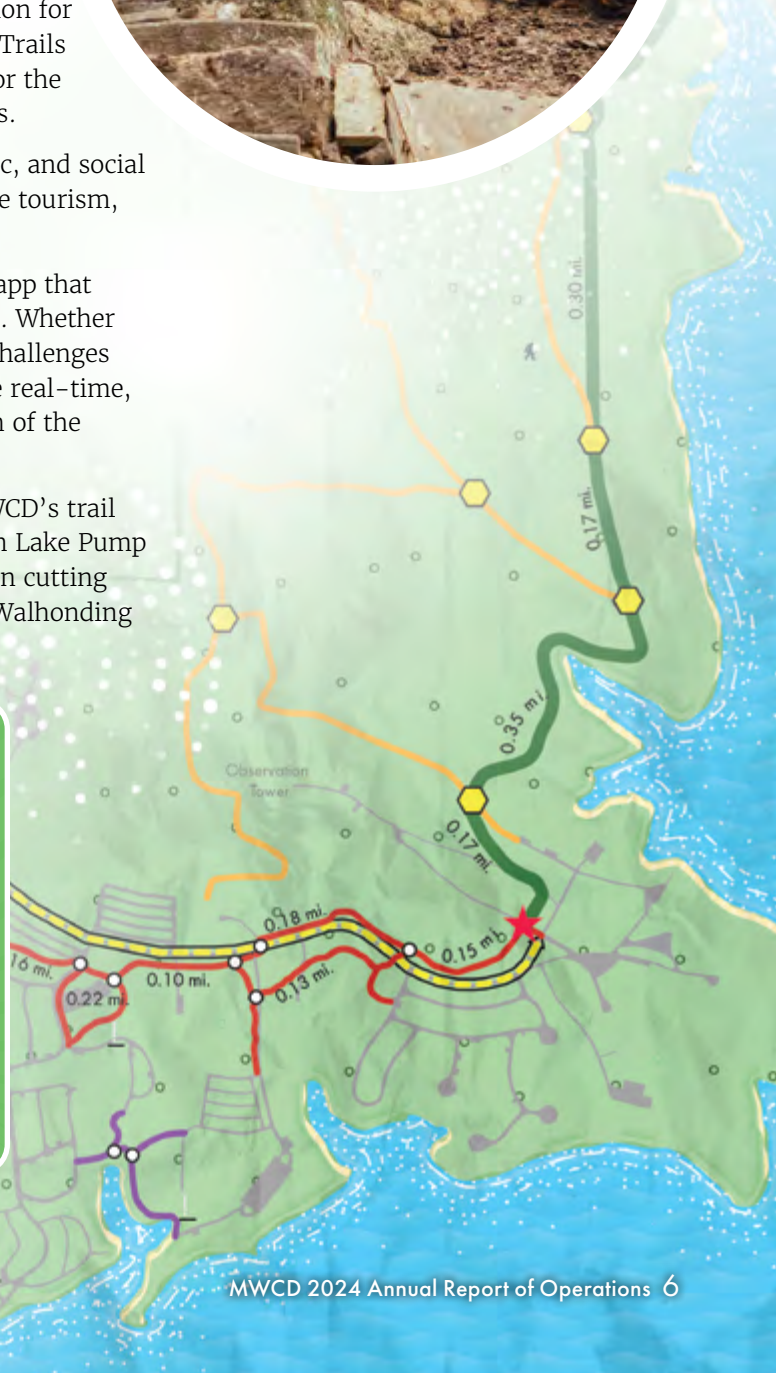 on for
Trails
or the
s.
c, and social
e tourism,
app that
. Whether
hallenges
e real-time,
n of the
WCD's trail
n Lake Pump
n cutting
Walhonding
0.30 mi.
0.17 mi.
0.35 mi.
Observation
Tower
0.17 mi.
0.18 mi.
0.15 mi.
16 mi.
0.10 mi.
0.13 mi.
0.22 mi.
MWCD 2024 Annual Report of Operations 6